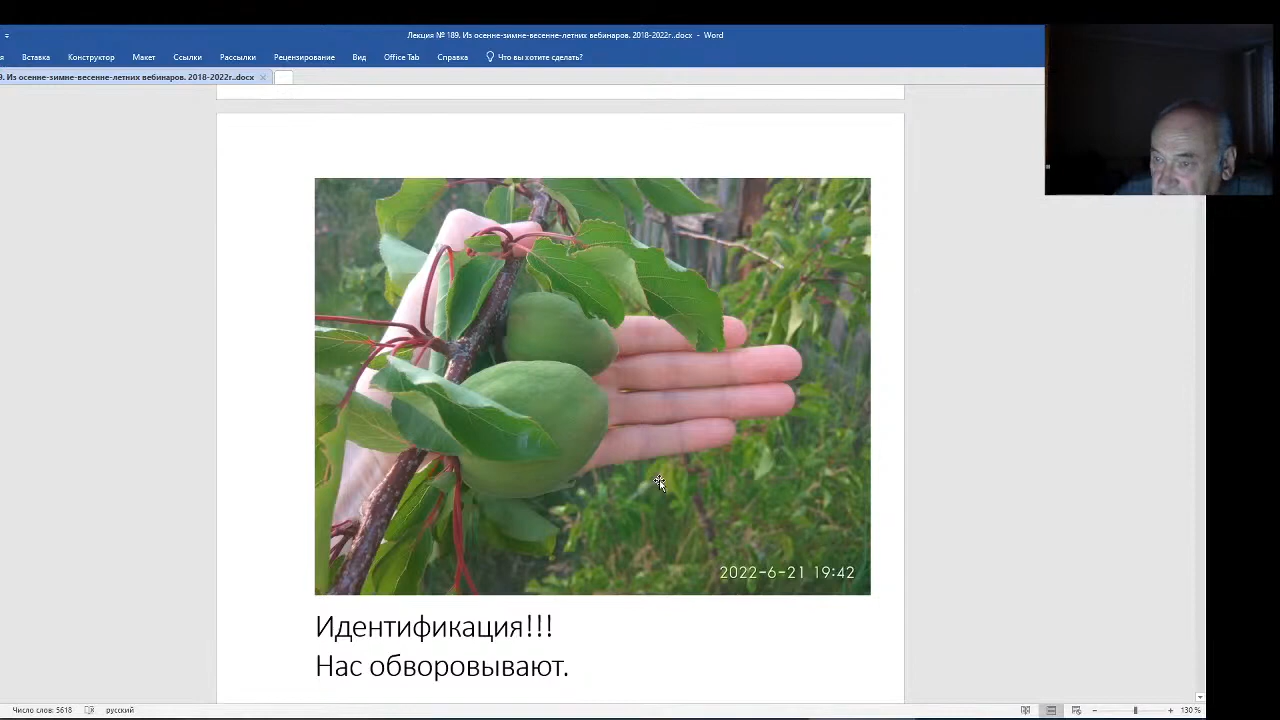 Лекция № 189. Из осенне-зимне-весенне-летних вебинаров. 2018-2022г..docx - Word
Вставка Конструктор Макет Ссылки Рассылки Рецензирование Вид Office Tab Справка Что вы хотите сделать?
9. Из осенне-зимне-весенне-летних вебинаров. 2018-2022г..docx
2022-6-21 19:42
Идентификация!!!
Нас обворовывают.
Число слов: 5618 русский 130 %